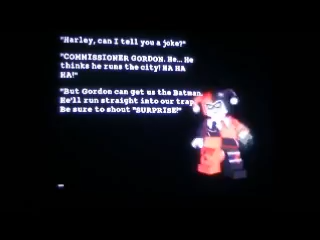 "Harley, can I tell you a joke?"
"COMMISSIONER GORDON. He... He
thinks he runs the city! HA HA
HA!"
"But Gordon can get us the Batman.
He'll run straight into our trap.
Be sure to shout "SURPRISE!"